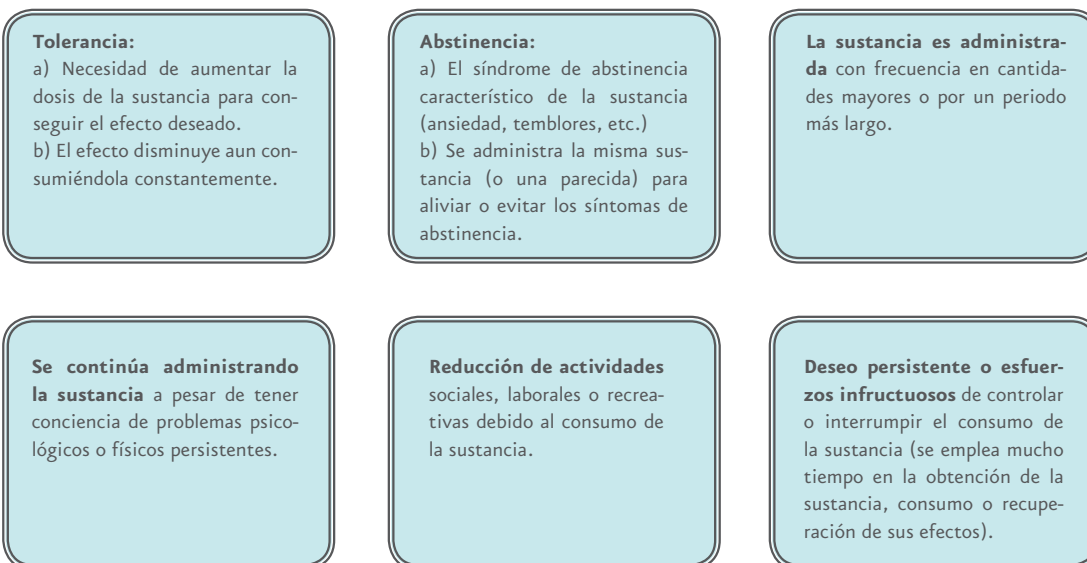 Tolerancia:
a) Necesidad de aumentar la
dosis de la sustancia para con-
seguir el efecto deseado.
b) El efecto disminuye aun con-
sumiéndola constantemente.
Abstinencia:
a) El síndrome de abstinencia
característico de la sustancia
(ansiedad, temblores, etc.)
b) Se administra la misma sus-
tancia (o una parecida) para
aliviar o evitar los síntomas de
abstinencia.
La sustancia es administra-
da con frecuencia en cantida-
des mayores o por un periodo
más largo.
Se continúa administrando
la sustancia a pesar de tener
conciencia de problemas psico-
lógicos o físicos persistentes.
Reducción de actividades
sociales, laborales o recrea-
tivas debido al consumo de
la sustancia.
Deseo persistente o esfuer-
zos infructuosos de controlar
o interrumpir el consumo de
la sustancia (se emplea mucho
tiempo en la obtención de la
sustancia, consumo o recupe-
ración de sus efectos).